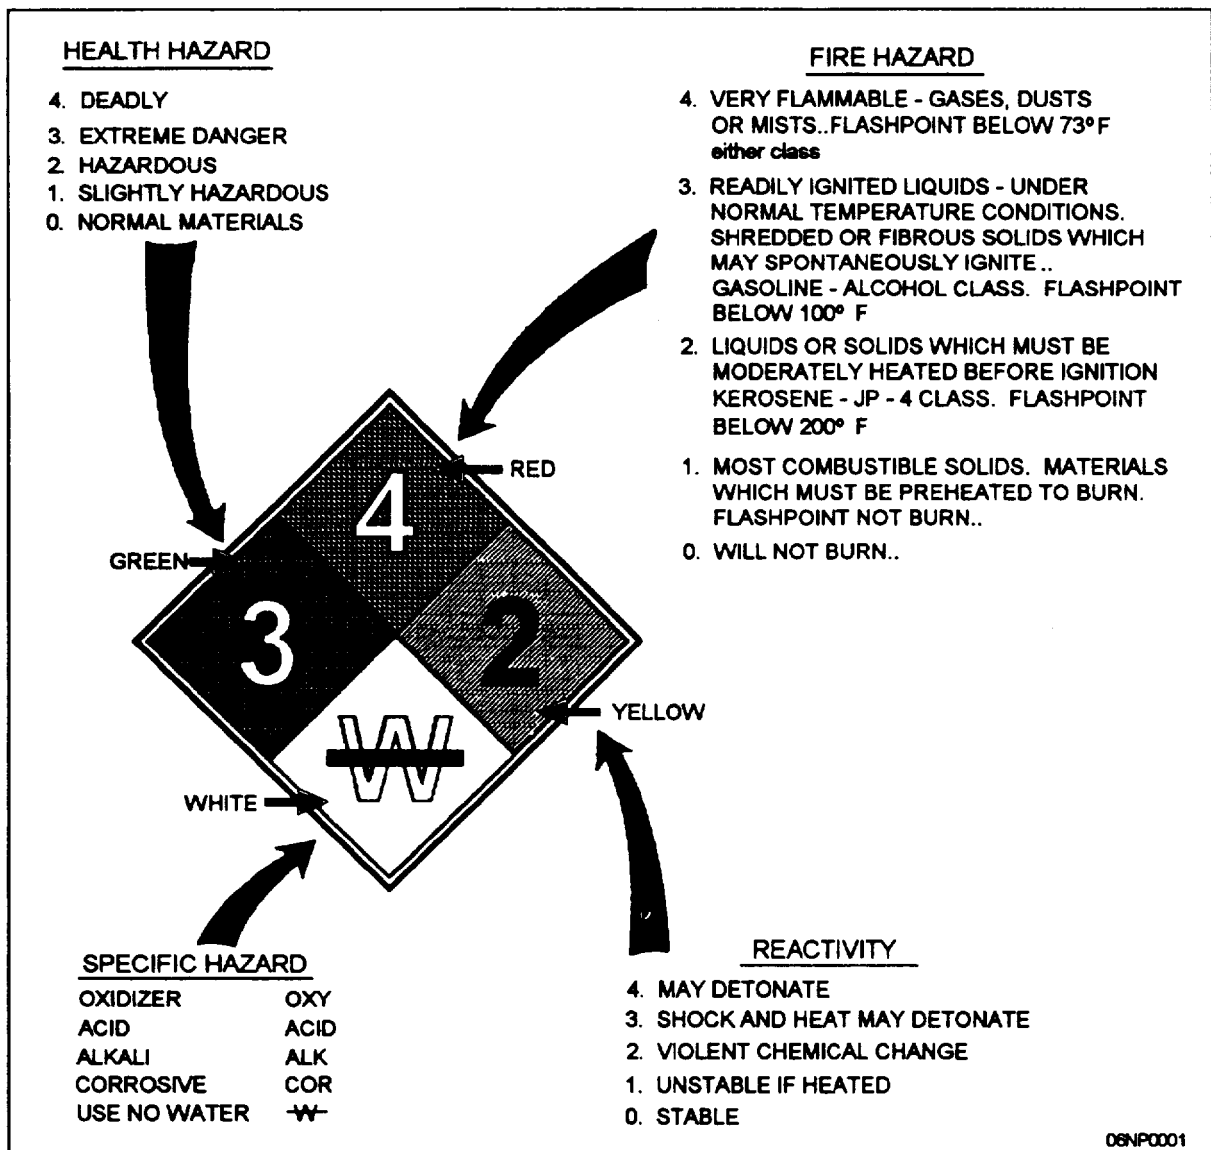 HEALTH HAZARD
4. DEADLY
3. EXTREME DANGER
2. HAZARDOUS
1. SLIGHTLY HAZARDOUS
0. NORMAL MATERIALS
FIRE HAZARD
4. VERY FLAMMABLE - GASES, DUSTS
OR MISTS..FLASHPOINT BELOW 73º F
either class
3. READILY IGNITED LIQUIDS - UNDER
NORMAL TEMPERATURE CONDITIONS.
SHREDDED OR FIBROUS SOLIDS WHICH
MAY SPONTANEOUSLY IGNITE..
GASOLINE - ALCOHOL CLASS. FLASHPOINT
BELOW 100º F
2. LIQUIDS OR SOLIDS WHICH MUST BE
MODERATELY HEATED BEFORE IGNITION
KEROSENE - JP - 4 CLASS. FLASHPOINT
BELOW 200º F
1. MOST COMBUSTIBLE SOLIDS. MATERIALS
WHICH MUST BE PREHEATED TO BURN.
FLASHPOINT NOT BURN..
0. WILL NOT BURN..
RED
4
GREEN
3
2
YELLOW
W
WHITE
SPECIFIC HAZARD
OXIDIZER OXY
ACID ACID
ALKALI ALK
CORROSIVE COR
USE NO WATER W
REACTIVITY
4. MAY DETONATE
3. SHOCK AND HEAT MAY DETONATE
2. VIOLENT CHEMICAL CHANGE
1. UNSTABLE IF HEATED
0. STABLE
06NP0001